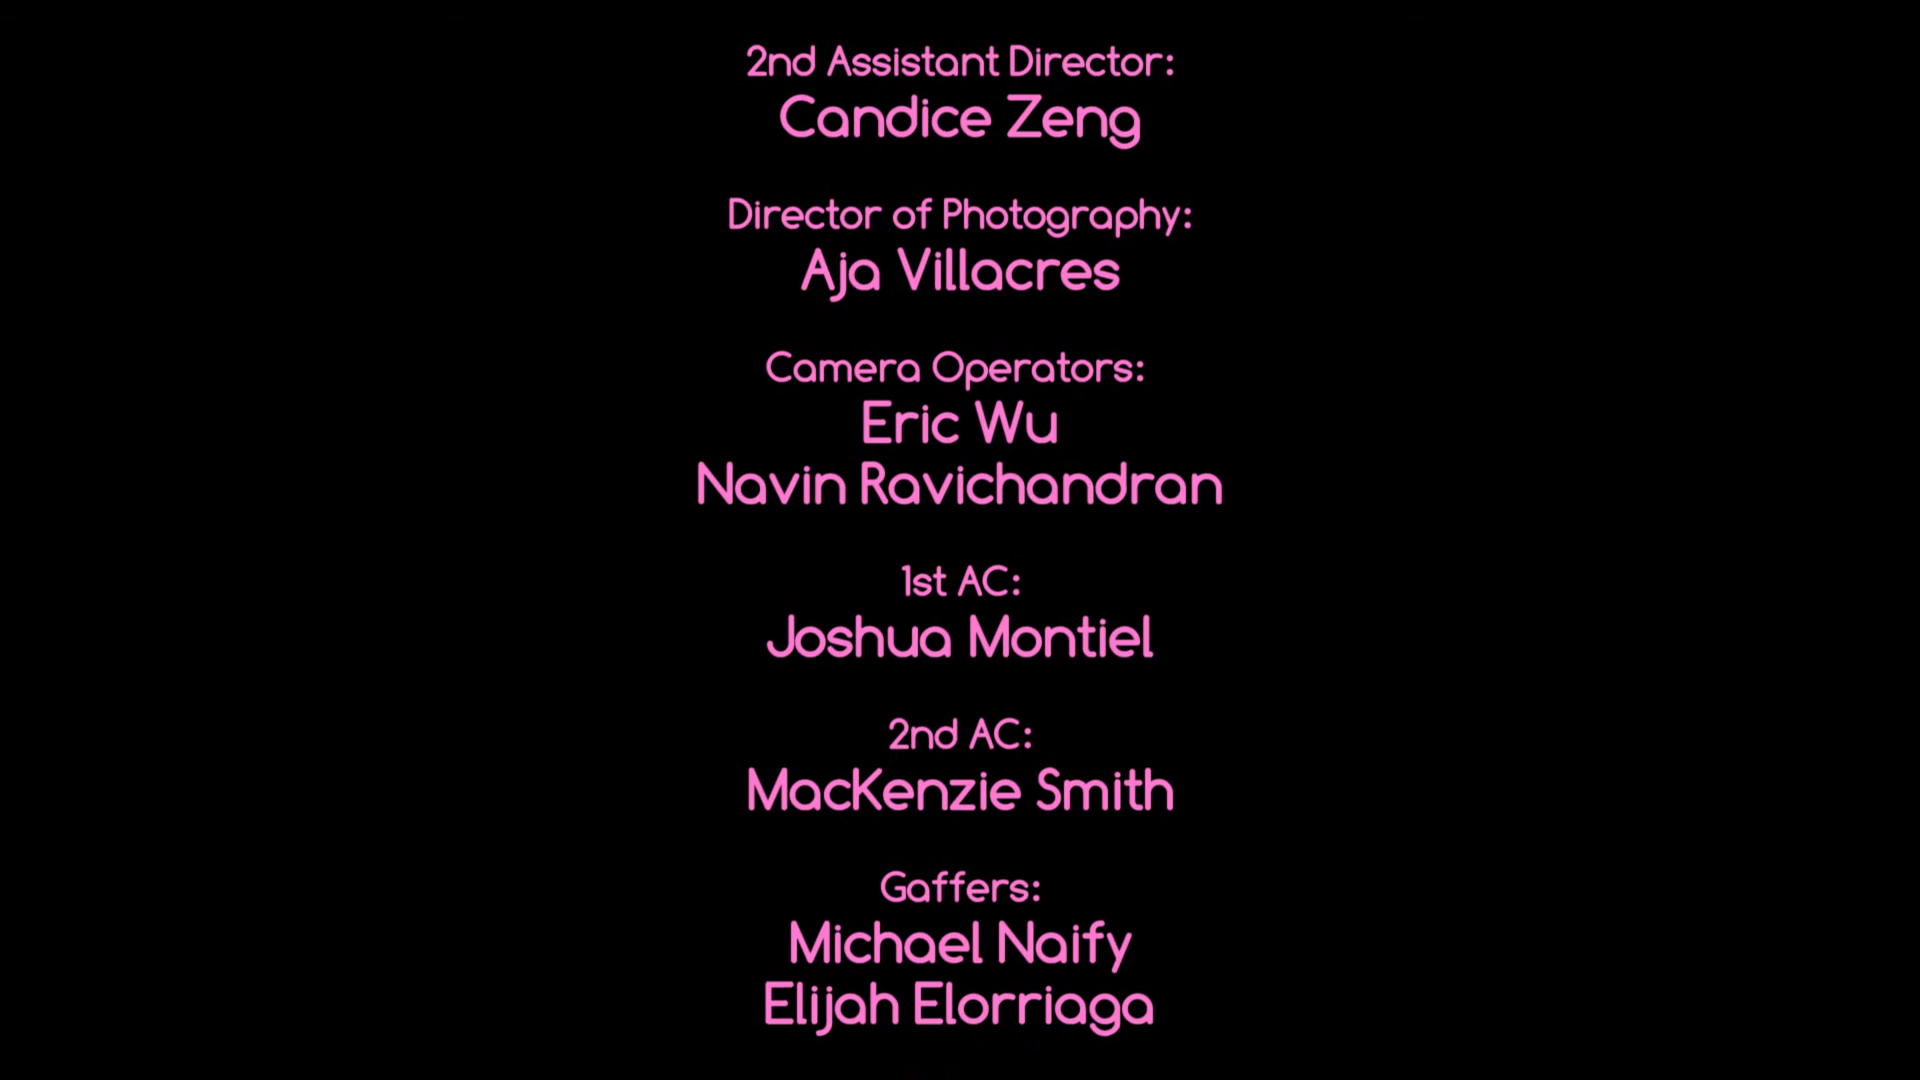 2nd Assistant Director:
Candice Zeng
Director of Photography:
Aja Villacres
Camera Operators:
Eric Wu
Navin Ravichandran
1st AC:
Joshua Montiel
2nd AC:
MacKenzie Smith
Gaffers:
Michael Naify
Elijah Elorriaga